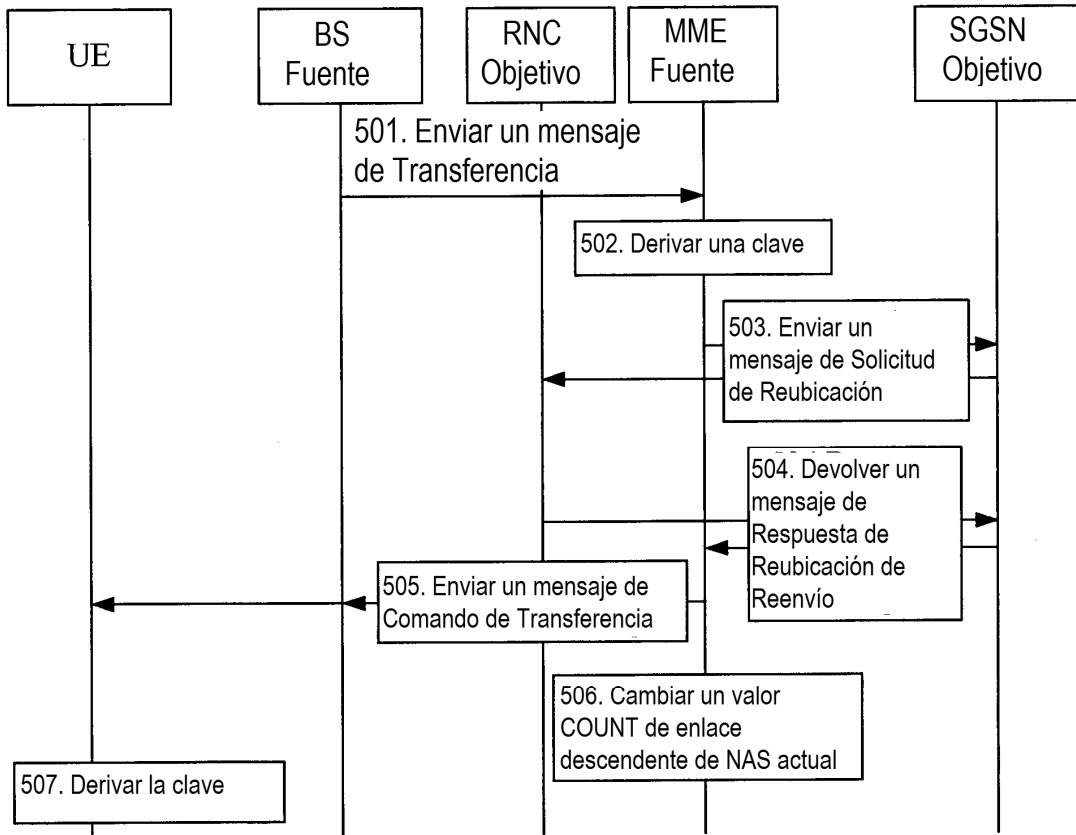 UE
BS
Fuente
RNC
Objetivo
MME
Fuente
SGSN
Objetivo
501. Enviar un mensaje
de Transferencia
502. Derivar una clave
503. Enviar un
mensaje de Solicitud
de Reubicación
504. Devolver un
mensaje de
Respuesta de
Reubicación de
Reenvío
505. Enviar un mensaje de
Comando de Transferencia
506. Cambiar un valor
COUNT de enlace
descendente de NAS actual
507. Derivar la clave